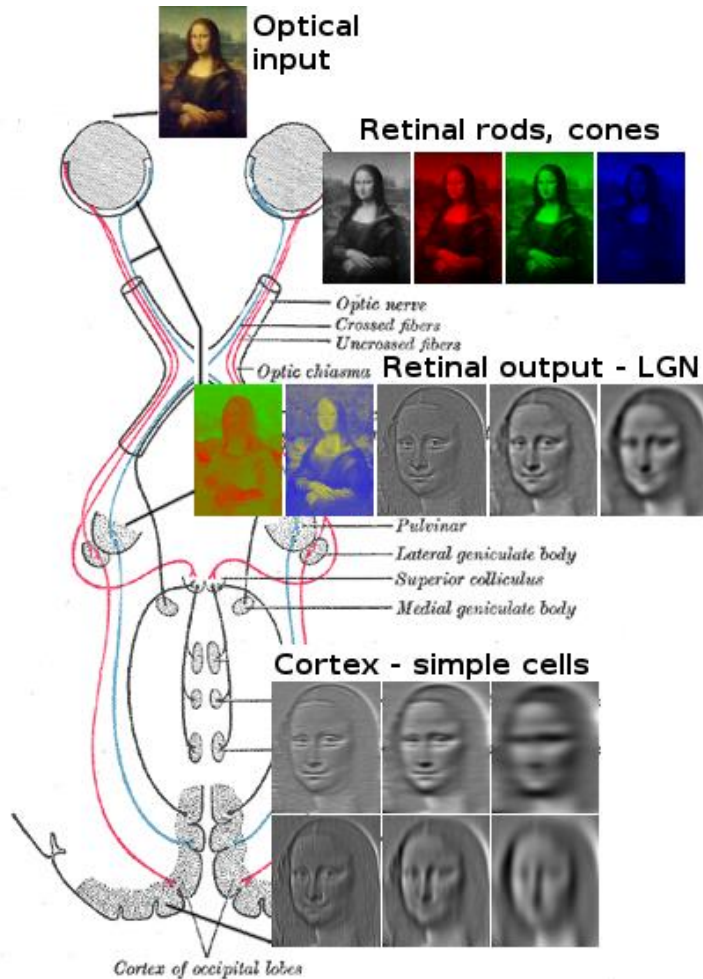 Optical
input
Retinal rods, cones
Optic nerve
Crossed fibers
Uncrossed fibers
Optic chiasma
Retinal output - LGN
Pulvinar
Lateral geniculate body
Superior colliculus
Medial geniculate body
Cortex - simple cells
Cortex of occipital lobes